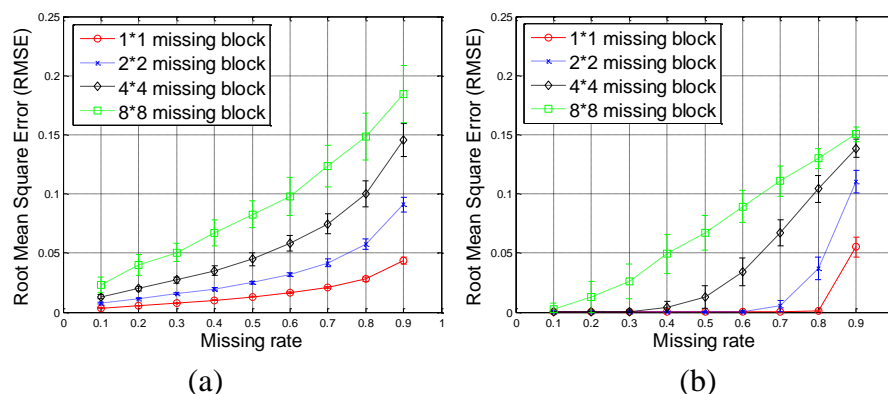 0.25
0.2
0.15
0.1
0.05
0
Root Mean Square Error (RMSE)
1*1 missing block
2*2 missing block
4*4 missing block
8*8 missing block
0 0.1 0.2 0.3 0.4 0.5 0.6 0.7 0.8 0.9 1
Missing rate
(a)
0.25
0.2
0.15
0.1
0.05
0
Root Mean Square Error (RMSE)
1*1 missing block
2*2 missing block
4*4 missing block
8*8 missing block
0 0.1 0.2 0.3 0.4 0.5 0.6 0.7 0.8 0.9
Missing rate
(b)